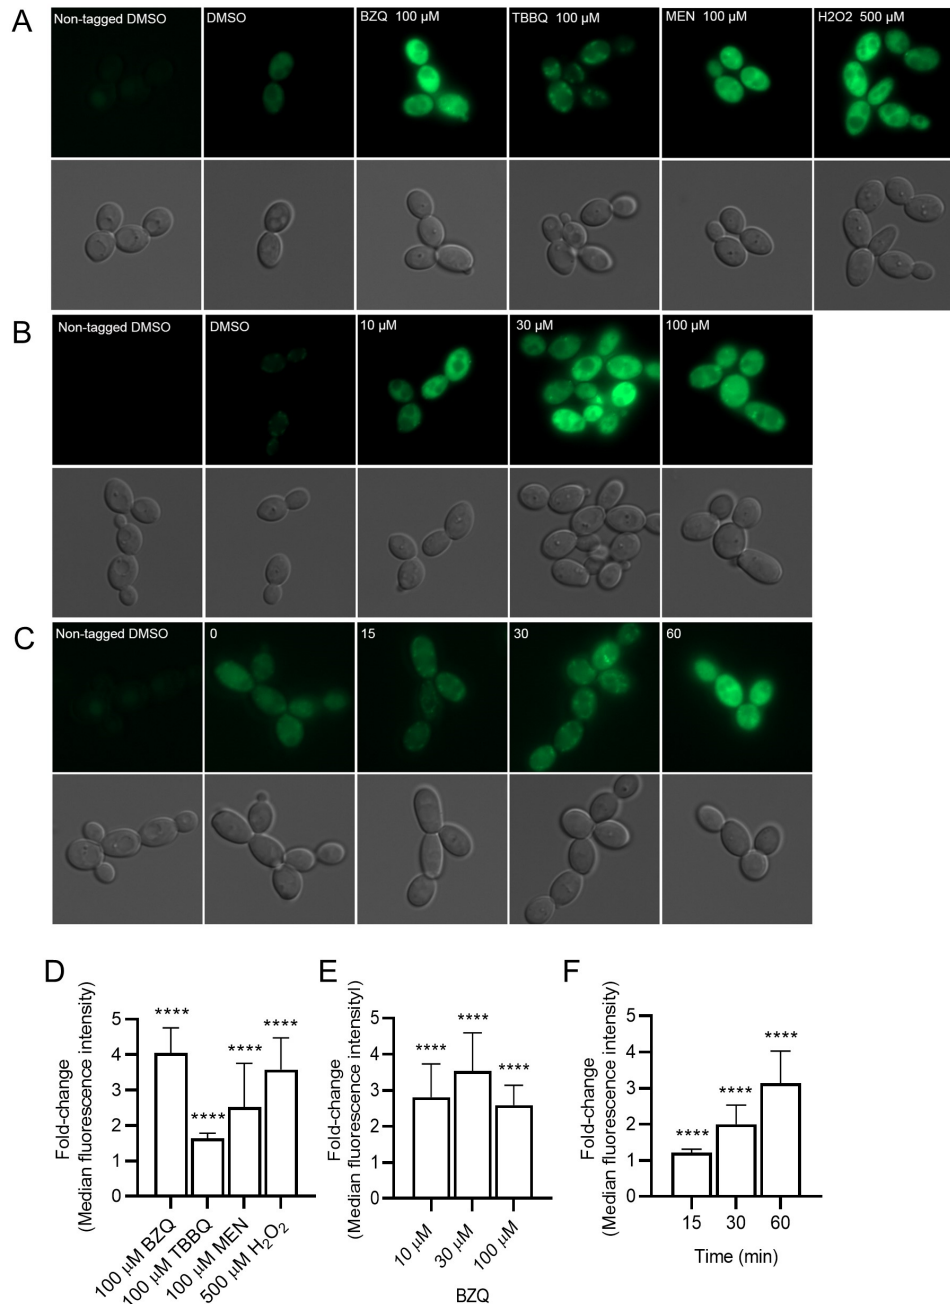 A
Non-tagged DMSO
DMSO
BZQ 100 µM
TBBQ 100 µM
MEN 100 µM
H2O2 500 µM
B
Non-tagged DMSO
DMSO
10 µM
30 µM
100 µM
C
Non-tagged DMSO
0
15
30
60
D
Fold-change
(Median fluorescence intensity)
5
4
3
2
1
0
****
****
****
****
100 µM BZQ
100 µM TBBQ
100 µM MEN
500 µM H₂O₂
E
Fold-change
(Median fluorescence intensityl)
5
4
3
2
1
0
****
****
****
10 µM
30 µM
100 µM
BZQ
F
Fold-change
(Median fluorescence intensity)
5
4
3
2
1
0
****
****
****
15
30
60
Time (min)